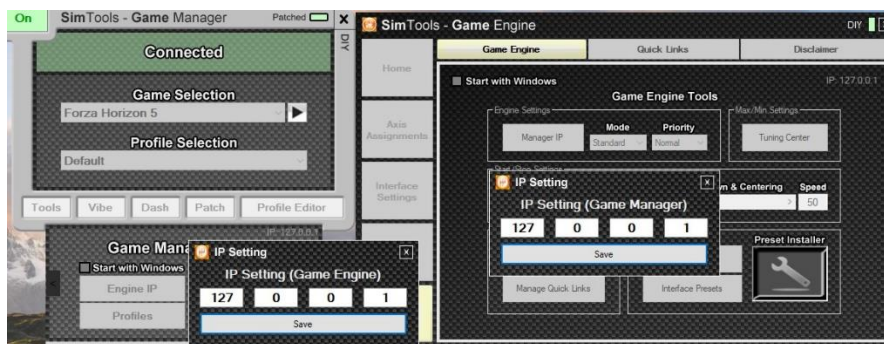 On
SimTools - Game Manager
Patched
X
DIY
Connected
Game Selection
Forza Horizon 5
Profile Selection
Default
Tools
Vibe
Dash
Patch
Profile Editor
IP: 127.0.0.1
Game Mana
Start with Windows
Engine IP
Profiles
IP Setting
x
IP Setting (Game Engine)
127 0 0 1
Save
SimTools - Game Engine
DIY
Game Engine
Quick Links
Disclaimer
Home
Axis
Assignments
Interface
Settings
Start with Windows
IP: 127.0.0.1
Game Engine Tools
Engine Settings
Manager IP
Mode
Standard
Priority
Normal
Max/Min Settings
Tuning Center
Start/Stop Settings
IP Setting
x
IP Setting (Game Manager)
127 0 0 1
Save
wn & Centering
Speed
50
Manage Quick Links
Interface Presets
Preset Installer